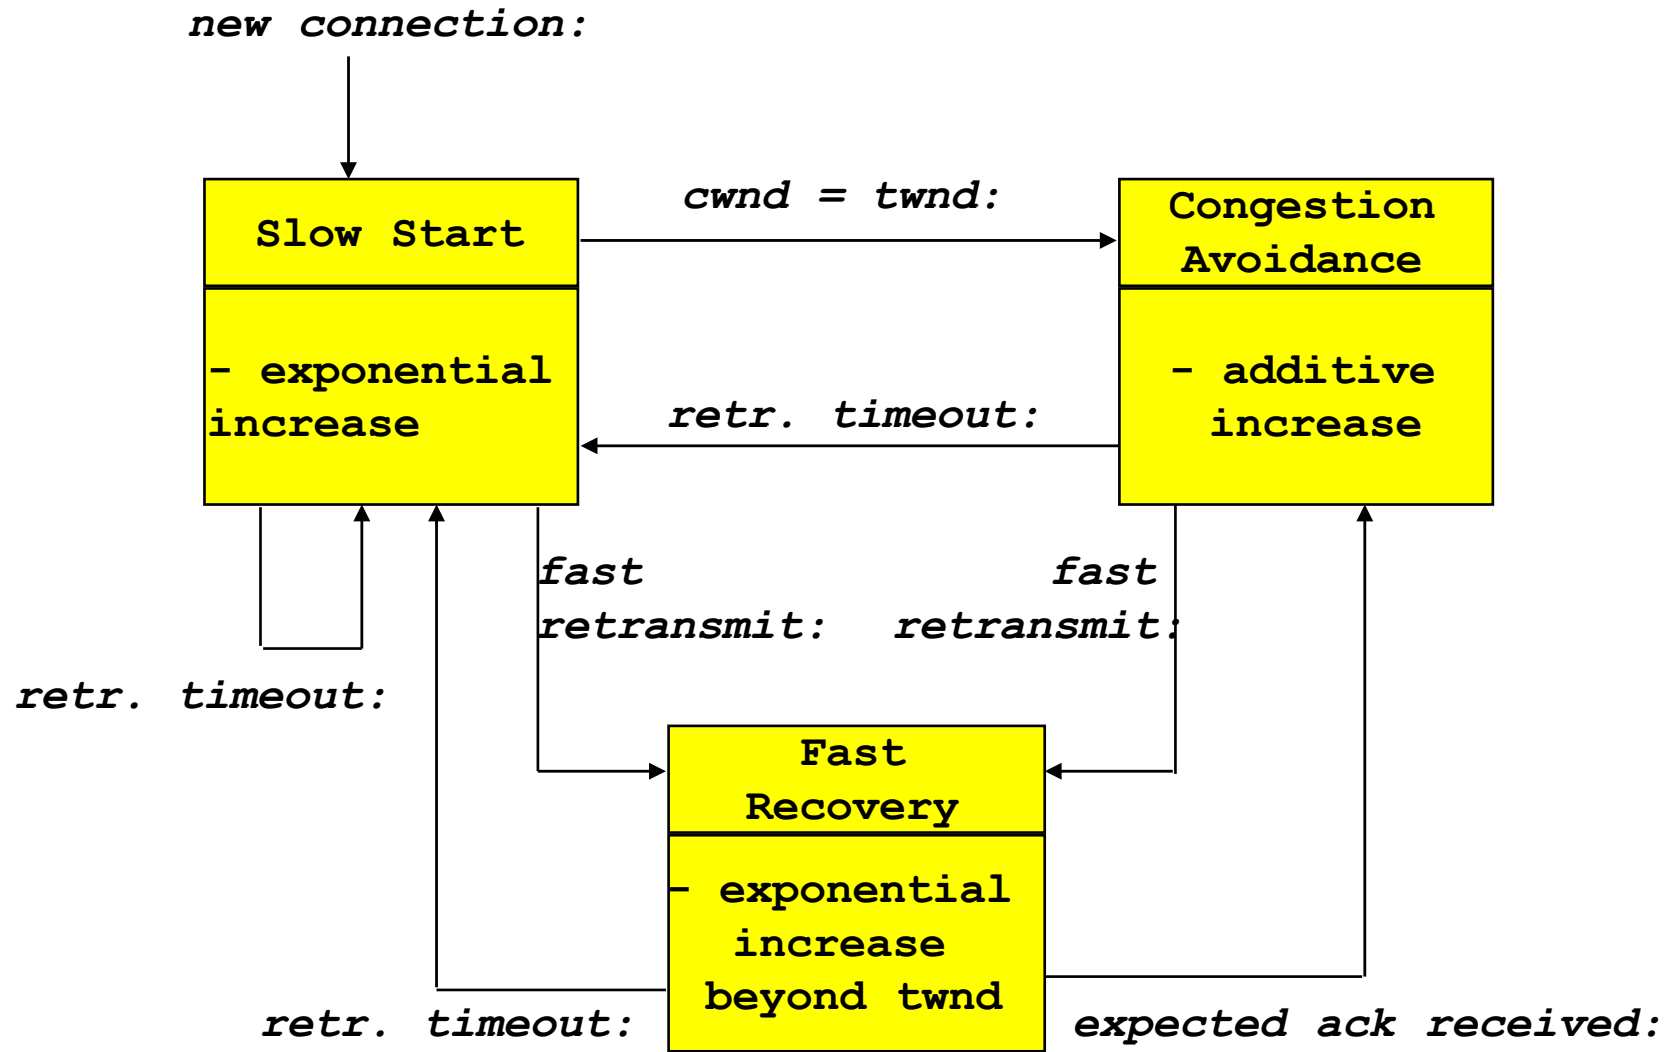 new connection:
cwnd = twnd:
Slow Start
Congestion
Avoidance
- exponential
increase
retr. timeout:
- additive
increase
fast
retransmit:
fast
retransmit:
retr. timeout:
Fast
Recovery
- exponential
increase
beyond twnd
retr. timeout:
expected ack received: